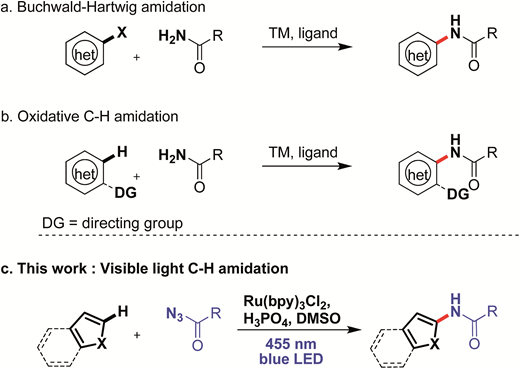 a. Buchwald-Hartwig amidation
het X + H2N R O TM, ligand het H N R O
b. Oxidative C-H amidation
het H DG + H2N R O TM, ligand het H N R O DG
DG = directing group
c. This work : Visible light C-H amidation
X H + N3 R O Ru(bpy)3Cl2, H3PO4, DMSO X H N R O
455 nm
blue LED